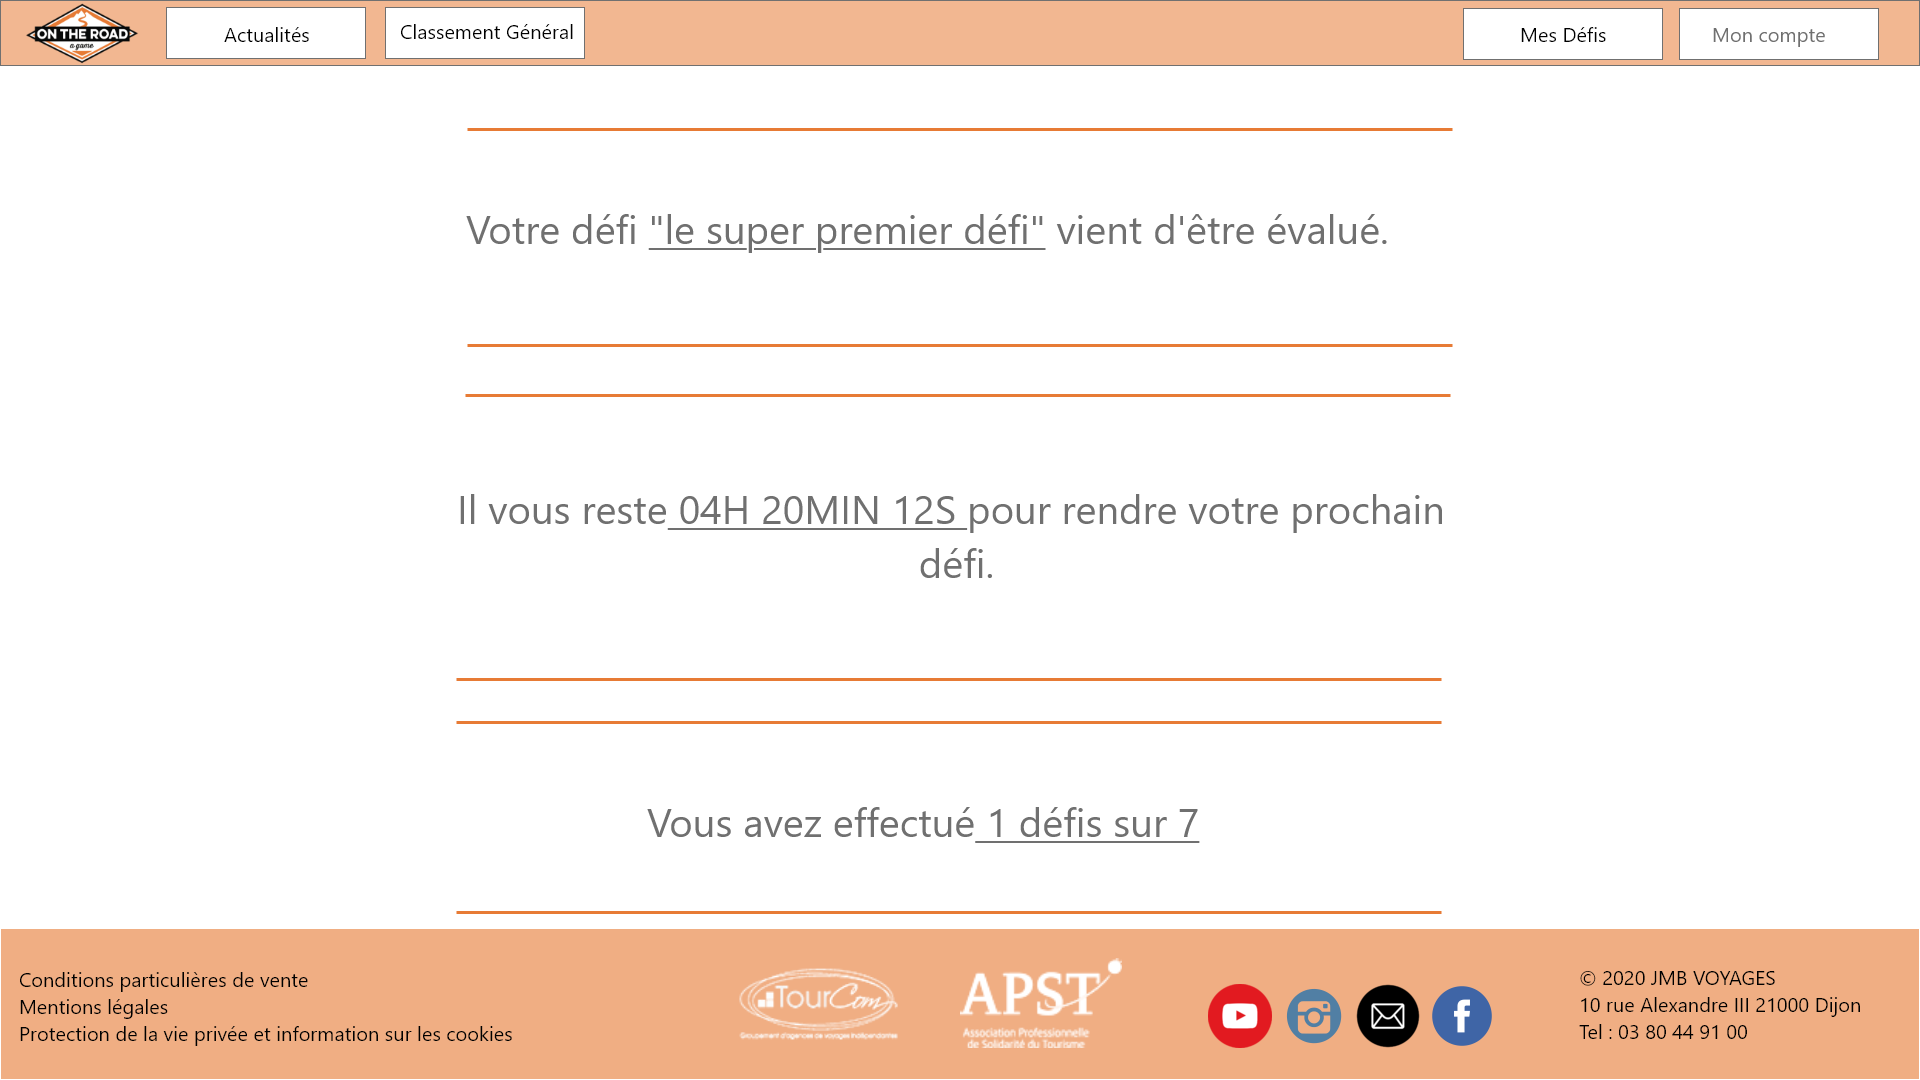 ON THE ROAD
a game
Actualités
Classement Général
Mes Défis
Mon compte
Votre défi "le super premier défi" vient d'être évalué.
Il vous reste 04H 20MIN 12S pour rendre votre prochain
défi.
Vous avez effectué 1 défis sur 7
Conditions particulières de vente
Mentions légales
Protection de la vie privée et information sur les cookies
TourCom
Groupement d'agences de voyages indépendantes
APST
Association Professionnelle
de Solidarité du Tourisme
© 2020 JMB VOYAGES
10 rue Alexandre III 21000 Dijon
Tel : 03 80 44 91 00